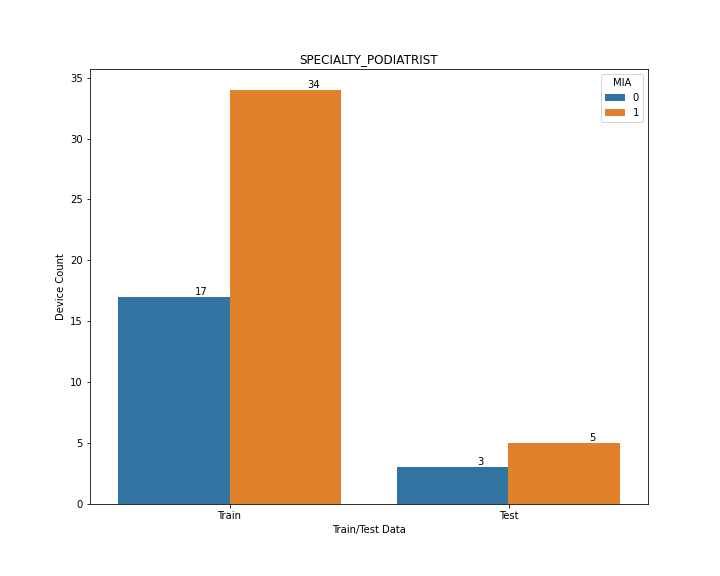 SPECIALTY_PODIATRIST
MIA
0
1
35
30
25
20
15
10
5
0
Device Count
17
34
3
5
Train
Test
Train/Test Data